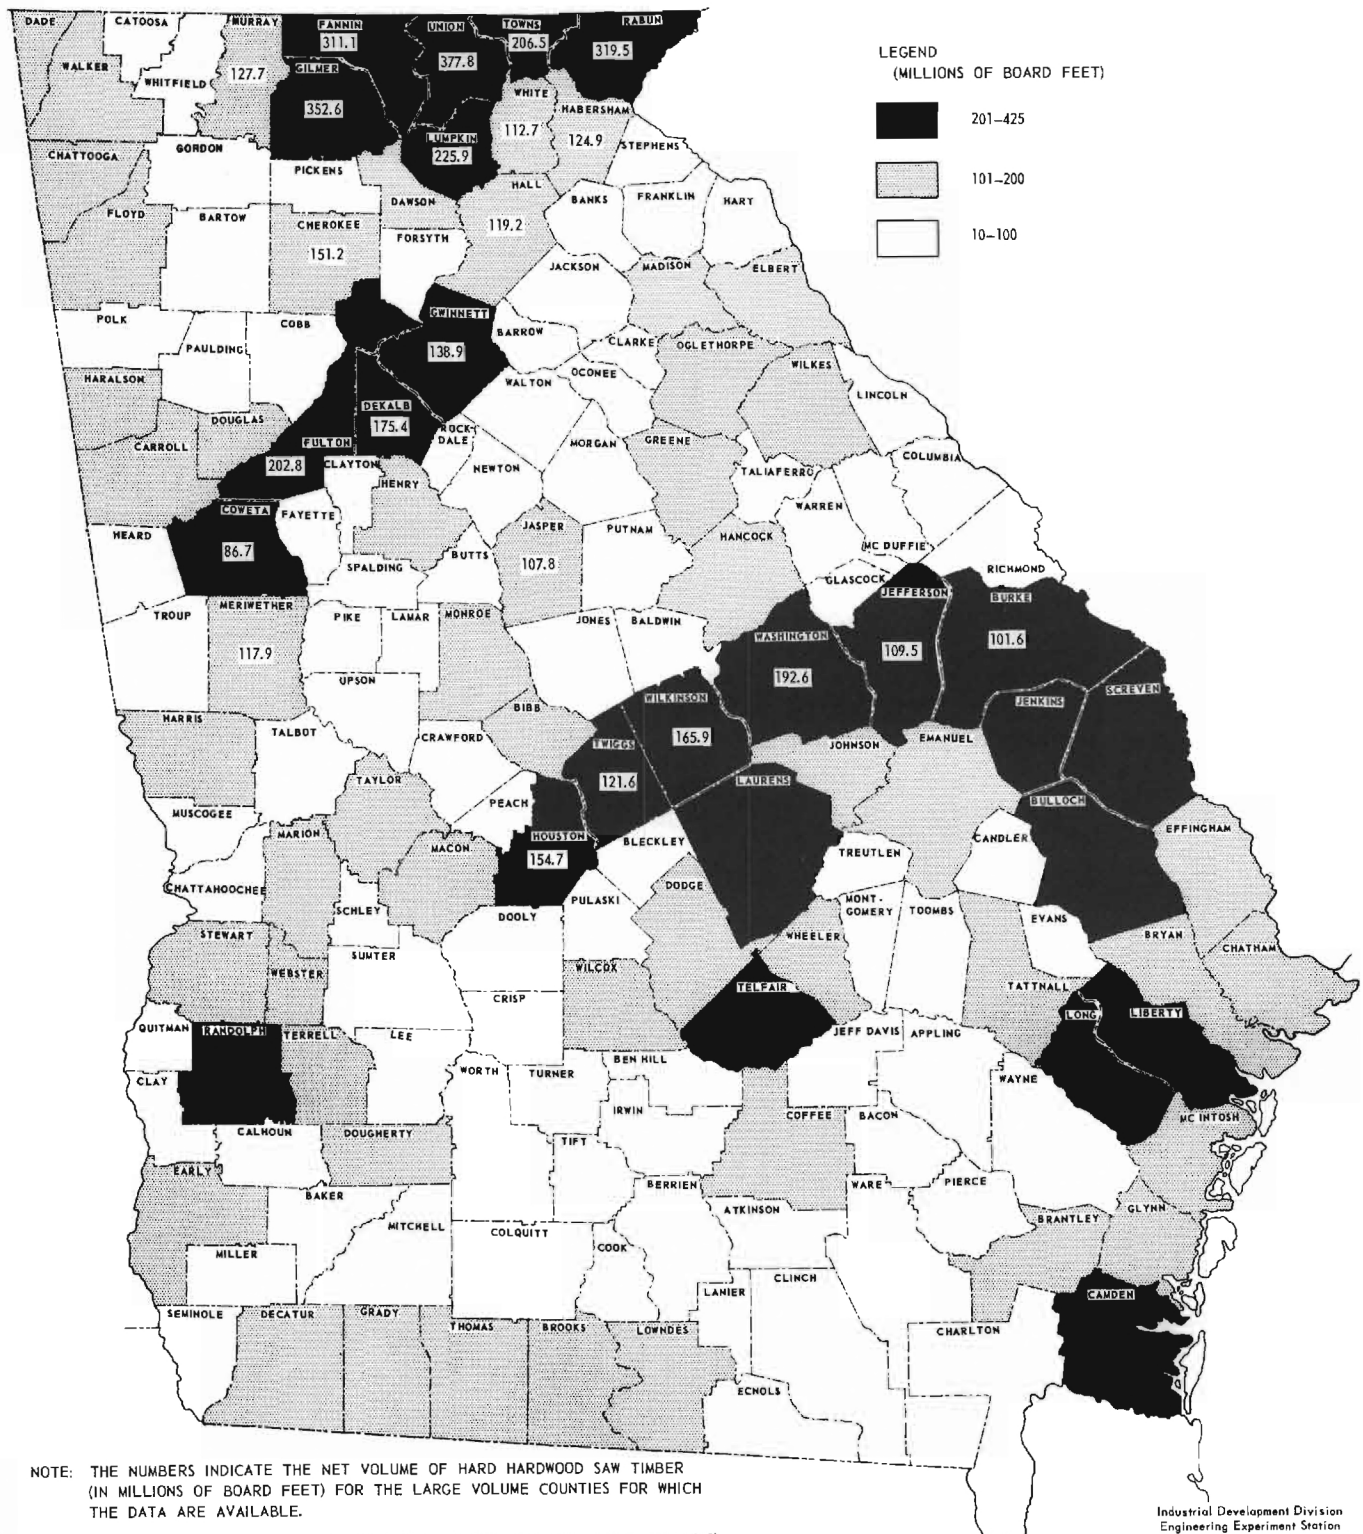 DADE
CATOOSA
MURRAY
FANNIN
UNION
TOWNS
RABUN
311.1
377.8
206.5
319.5
WALKER
WHITFIELD
127.7
GILMER
352.6
WHITE
112.7
HABERSHAM
124.9
LUMPKIN
225.9
STEPHENS
CHATTOOGA
GORDON
PICKENS
DAWSON
HALL
119.2
BANKS
FRANKLIN
HART
FLOYD
BARTOW
CHEROKEE
151.2
FORSYTH
JACKSON
MADISON
ELBERT
POLK
PAULDING
COBB
GWINNETT
138.9
BARROW
CLARKE
OGLETHORPE
WILKES
LINCOLN
HARALSON
DOUGLAS
CARROLL
FULTON
202.8
DEKALB
175.4
ROCK-
DALE
WALTON
OCONEE
MORGAN
GREENE
TALIAFERRO
COLUMBIA
CLAYTON
HENRY
NEWTON
WARREN
MC DUFFIE
HEARD
COWETA
86.7
FAYETTE
SPALDING
BUTTS
JASPER
107.8
PUTNAM
HANCOCK
GLASCOCK
RICHMOND
JEFFERSON
109.5
BURKE
101.6
TROUP
MERIWETHER
117.9
PIKE
LAMAR
MONROE
JONES
BALDWIN
WASHINGTON
192.6
UPSON
BIBB
WILKINSON
165.9
JENKINS
SCREVEN
HARRIS
TALBOT
CRAWFORD
TWIGGS
121.6
JOHNSON
EMANUEL
TAYLOR
PEACH
LAURENS
BULLOCH
MUSCOGEE
MARION
MACON
HOUSTON
154.7
BLECKLEY
TREUTLEN
CANDLER
EFFINGHAM
CHATTAHOOCHEE
SCHLEY
DOOLY
PULASKI
DODGE
MONT-
GOMERY
TOOMBS
EVANS
STEWART
WEBSTER
SUMTER
WILCOX
WHEELER
BRYAN
CHATHAM
QUITMAN
RANDOLPH
TERRELL
LEE
CRISP
TELFAIR
JEFF DAVIS
APPLING
TATTNALL
LONG
LIBERTY
CLAY
CALHOUN
DOUGHERTY
WORTH
TURNER
BEN HILL
IRWIN
COFFEE
BACON
WAYNE
MC INTOSH
EARLY
BAKER
TIFT
BERRIEN
ATKINSON
WARE
PIERCE
BRANTLEY
GLYNN
MILLER
MITCHELL
COLQUITT
COOK
LANIER
CLINCH
CAMDEN
SEMINOLE
DECATUR
GRADY
THOMAS
BROOKS
LOWNDES
CHARLTON
ECHOLS
LEGEND
(MILLIONS OF BOARD FEET)
201–425
101–200
10–100
NOTE: THE NUMBERS INDICATE THE NET VOLUME OF HARD HARDWOOD SAW TIMBER
(IN MILLIONS OF BOARD FEET) FOR THE LARGE VOLUME COUNTIES FOR WHICH
THE DATA ARE AVAILABLE.
Industrial Development Division
Engineering Experiment Station